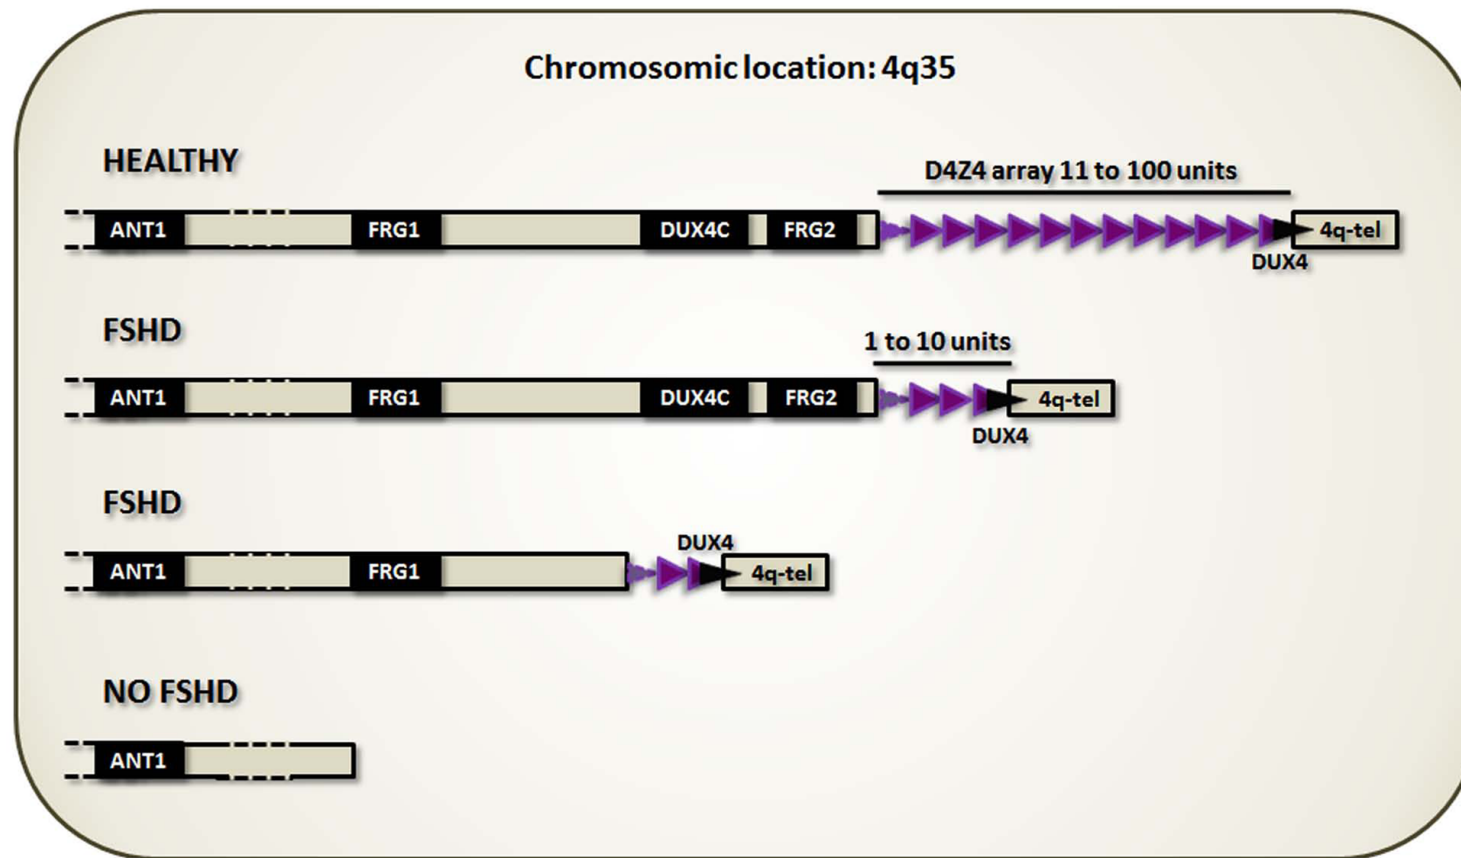 Chromosomic location: 4q35
HEALTHY
D4Z4 array 11 to 100 units
ANT1 FRG1 DUX4C FRG2 4q-tel
DUX4
FSHD
1 to 10 units
ANT1 FRG1 DUX4C FRG2 4q-tel
DUX4
FSHD
DUX4
ANT1 FRG1 4q-tel
NO FSHD
ANT1